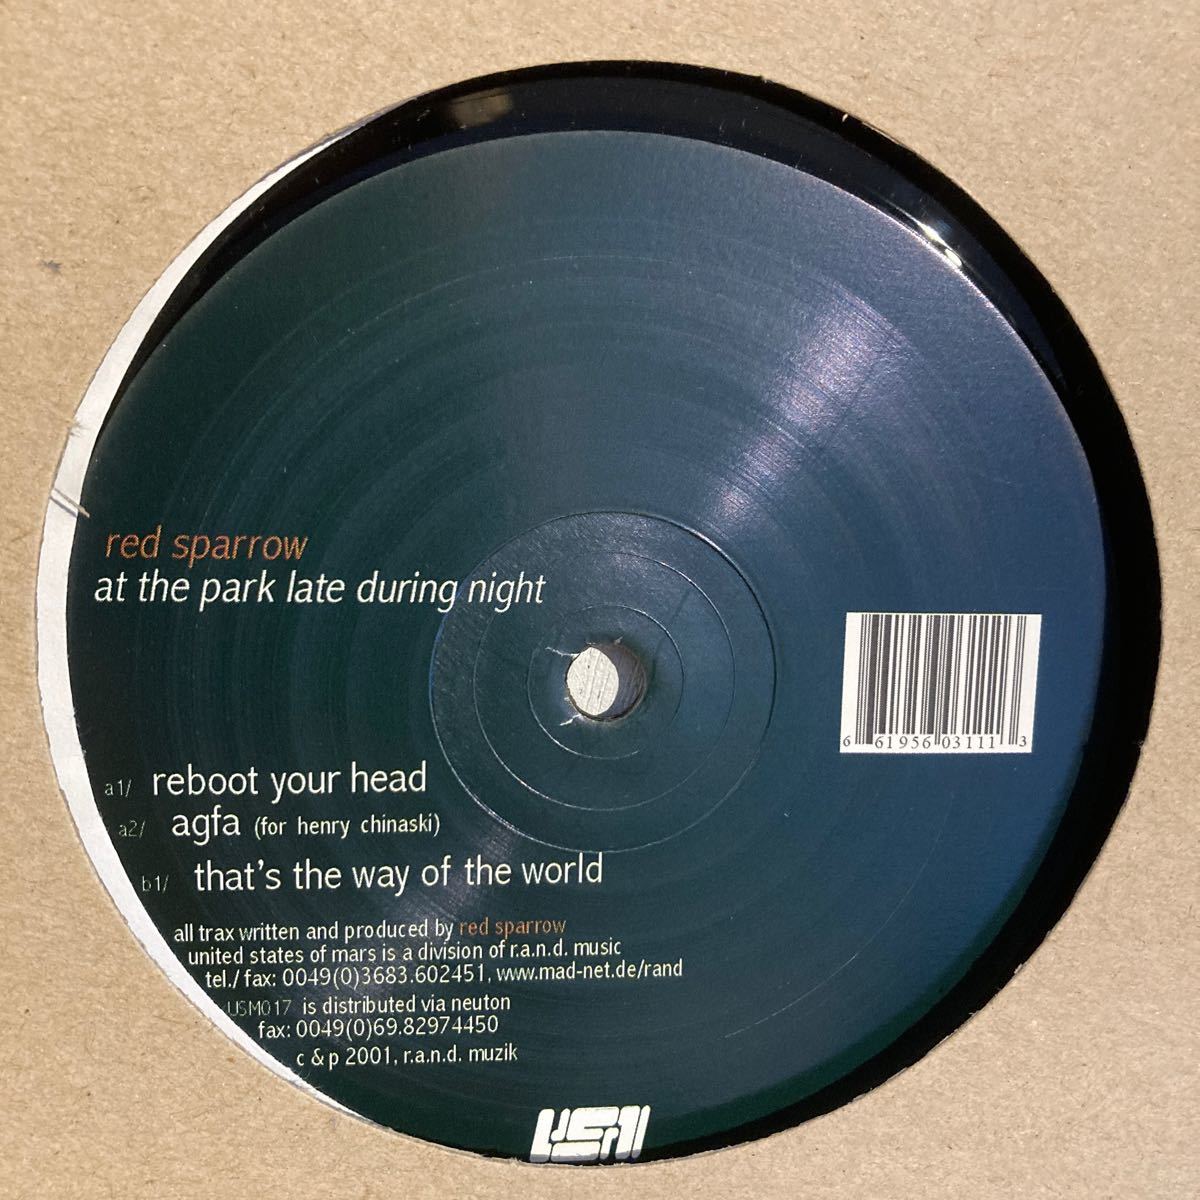 red sparrow
at the park late during night
6 61956 03111 3
a1/ reboot your head
a2/ agfa (for henry chinaski)
b1/ that's the way of the world
all trax written and produced by red sparrow
united states of mars is a division of r.a.n.d. music
tel./ fax: 0049(0)3683.602451, www.mad-net.de/rand
USM017 is distributed via neuton
fax: 0049(0)69.82974450
c & p 2001, r.a.n.d. muzik
USM